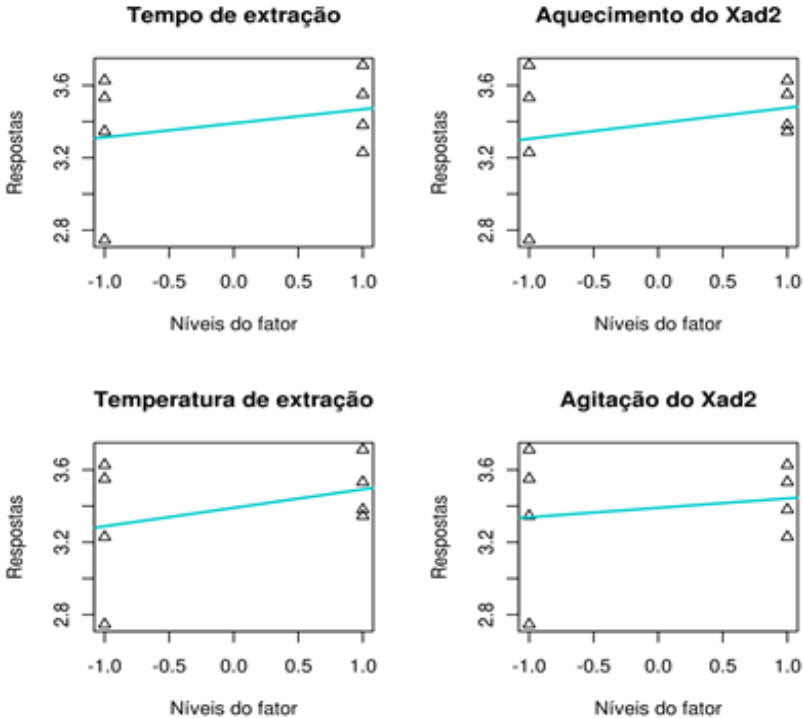 Tempo de extração
Respostas
3.6
3.2
2.8
-1.0 -0.5 0.0 0.5 1.0
Níveis do fator
Aquecimento do Xad2
Respostas
3.6
3.2
2.8
-1.0 -0.5 0.0 0.5 1.0
Níveis do fator
Temperatura de extração
Respostas
3.6
3.2
2.8
-1.0 -0.5 0.0 0.5 1.0
Níveis do fator
Agitação do Xad2
Respostas
3.6
3.2
2.8
-1.0 -0.5 0.0 0.5 1.0
Níveis do fator